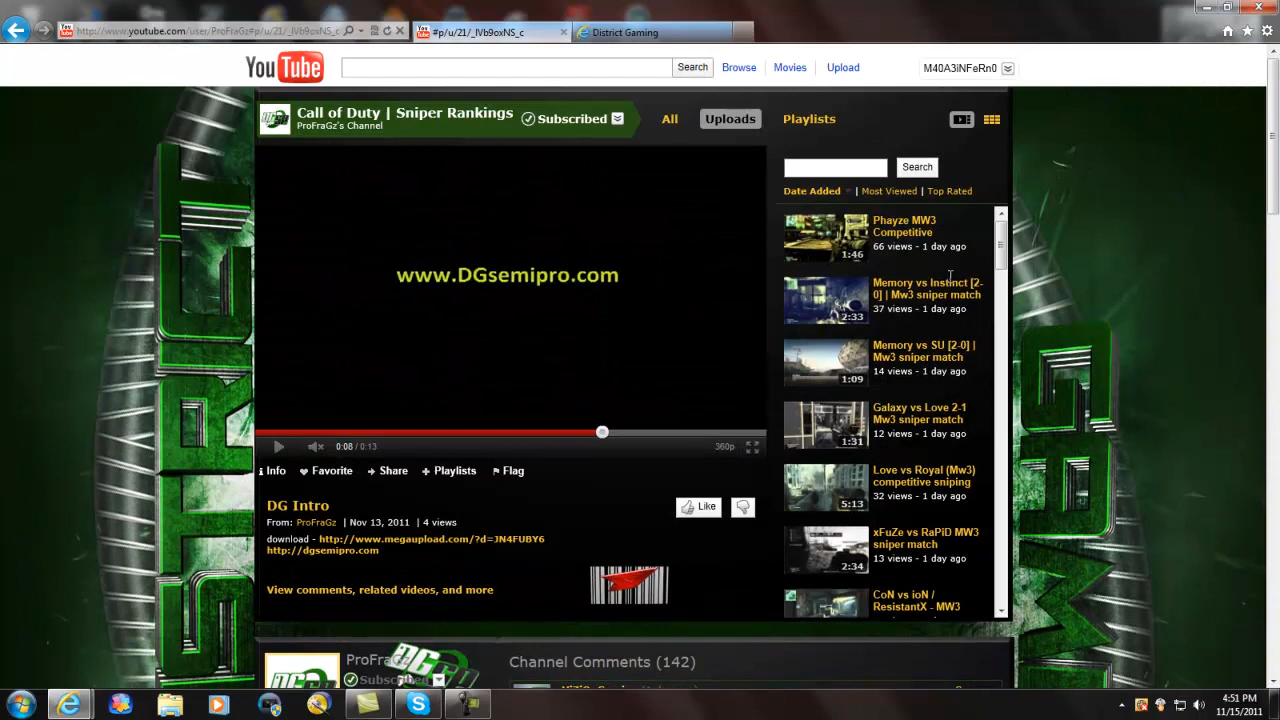 http://www.youtube.com/user/ProFraGz#p/u/21/_lVb9oxNS_c
#p/u/21/_lVb9oxNS_c
District Gaming
YouTube
Search
Browse
Movies
Upload
M40A3iNFeRn0
Call of Duty | Sniper Rankings
ProFraGz's Channel
Subscribed
All
Uploads
Playlists
Search
Date Added | Most Viewed | Top Rated
www.DGsemipro.com
0:08 / 0:13
360p
Info
Favorite
Share
Playlists
Flag
DG Intro
Like
From: ProFraGz | Nov 13, 2011 | 4 views
download - http://www.megaupload.com/?d=JN4FUBY6
http://dgsemipro.com
View comments, related videos, and more
1:46
Phayze MW3
Competitive
66 views - 1 day ago
2:33
Memory vs Instinct [2-
0] | Mw3 sniper match
37 views - 1 day ago
1:09
Memory vs SU [2-0] |
Mw3 sniper match
14 views - 1 day ago
1:31
Galaxy vs Love 2-1
Mw3 sniper match
12 views - 1 day ago
5:13
Love vs Royal (Mw3)
competitive sniping
32 views - 1 day ago
2:34
xFuZe vs RaPiD MW3
sniper match
13 views - 1 day ago
CoN vs ioN /
ResistantX - MW3
Channel Comments (142)
4:51 PM
11/15/2011